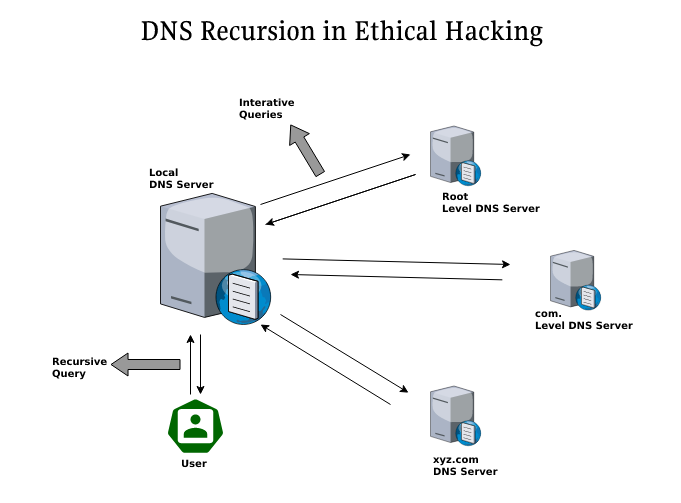 DNS Recursion in Ethical Hacking
Interative
Queries
Local
DNS Server
Root
Level DNS Server
com.
Level DNS Server
Recursive
Query
User
xyz.com
DNS Server